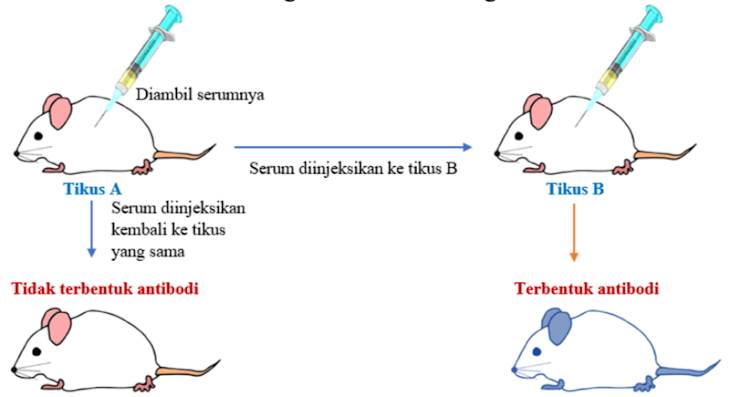 Diambil serumnya
Serum diinjeksikan ke tikus B
Tikus A
Tikus B
Serum diinjeksikan
kembali ke tikus
yang sama
Tidak terbentuk antibodi
Terbentuk antibodi